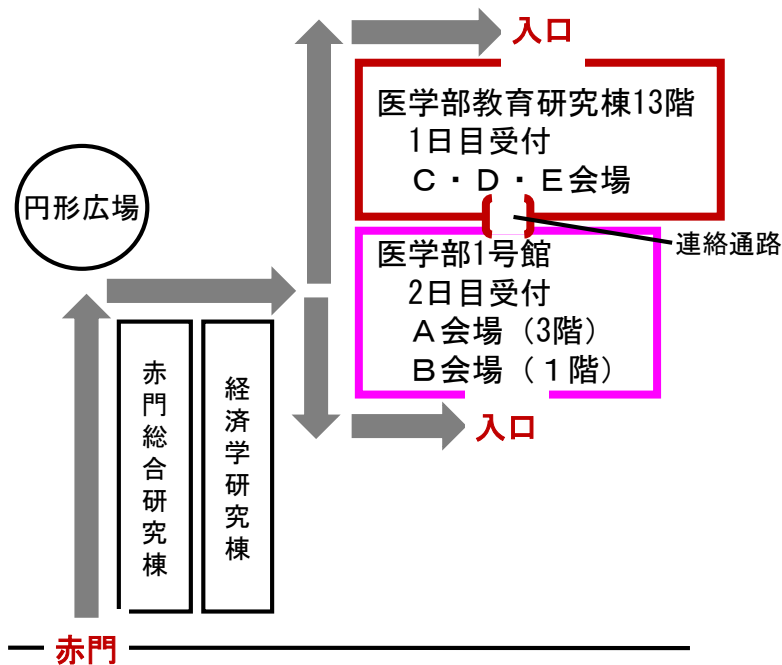 入口
医学部教育研究棟13階
1日目受付
Ｃ・Ｄ・Ｅ会場
円形広場
連絡通路
医学部1号館
2日目受付
Ａ会場（3階）
Ｂ会場（１階）
入口
赤門総合研究棟
経済学研究棟
赤門